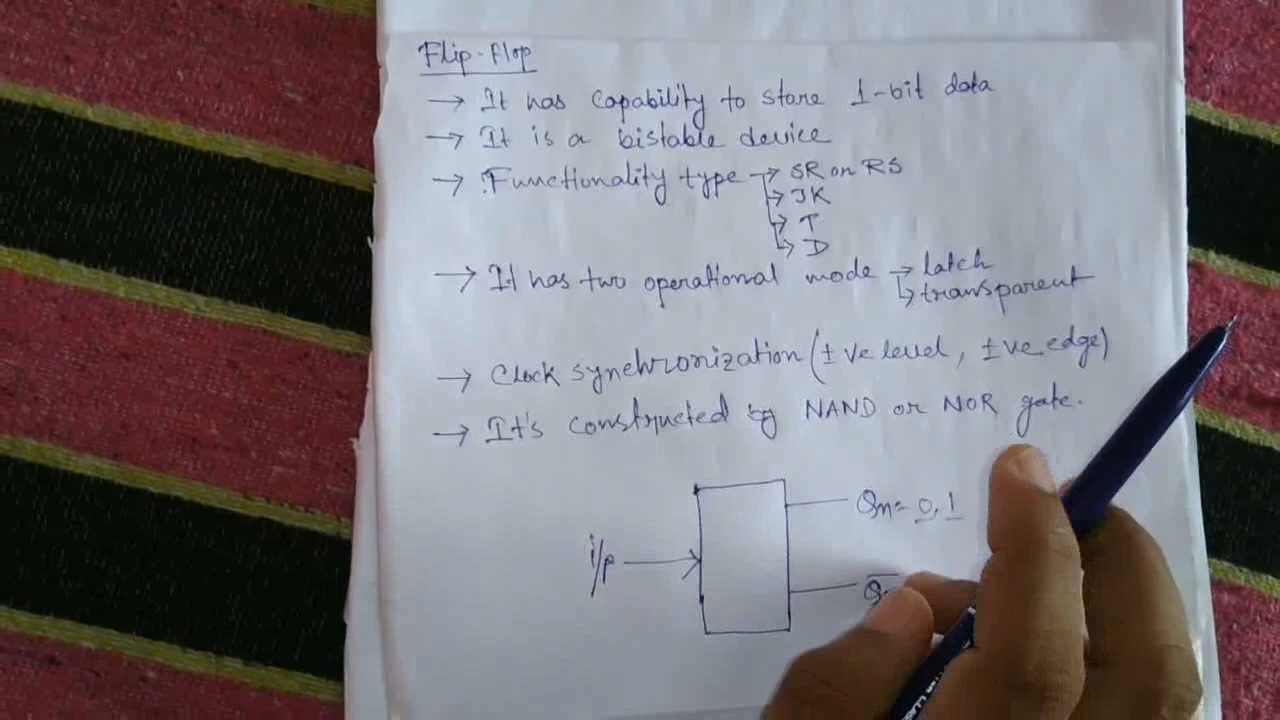 Flip-Flop
→ It has capability to store 1-bit data
→ It is a bistable device
→ Functionality type → SR or RS
→ JK
→ T
→ D
→ It has two operational mode → latch
→ transparent
→ Clock synchronization (± ve level, ± ve edge)
→ It's constructed by NAND or NOR gate.
Qn = 0, 1
i/p